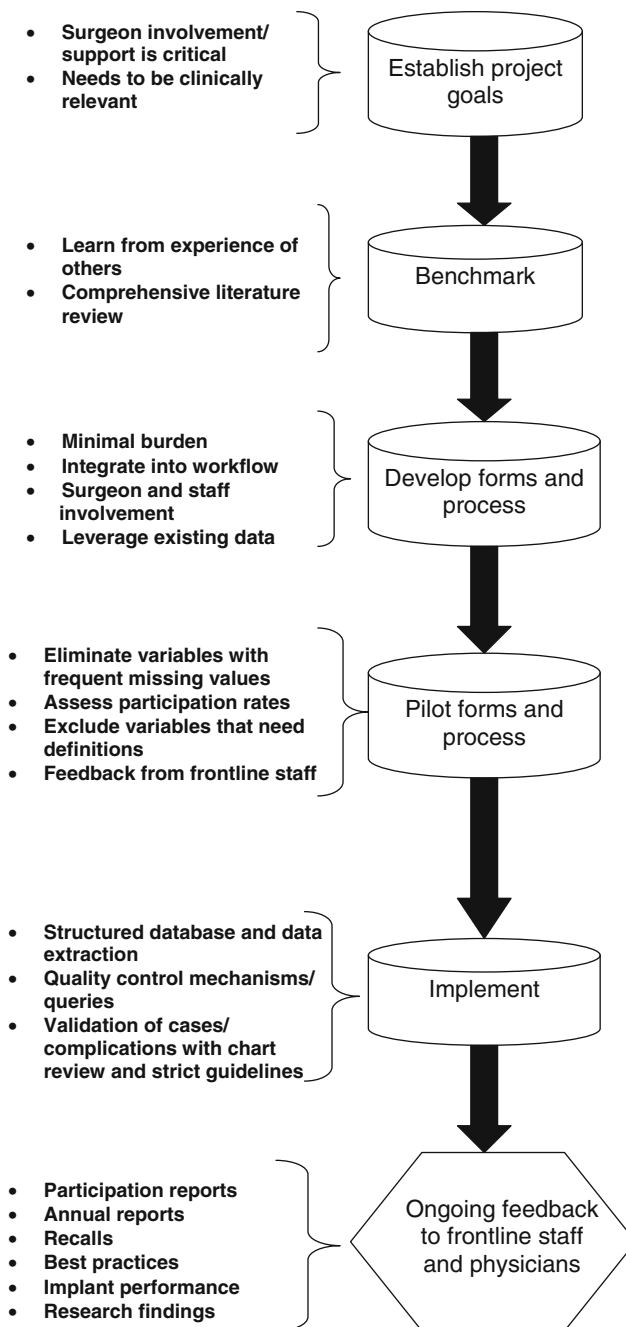 • Surgeon involvement/
support is critical
• Needs to be clinically
relevant
Establish project
goals
• Learn from experience of
others
• Comprehensive literature
review
Benchmark
• Minimal burden
• Integrate into workflow
• Surgeon and staff
involvement
• Leverage existing data
Develop forms and
process
• Eliminate variables with
frequent missing values
• Assess participation rates
• Exclude variables that need
definitions
• Feedback from frontline staff
Pilot forms and
process
• Structured database and data
extraction
• Quality control mechanisms/
queries
• Validation of cases/
complications with chart
review and strict guidelines
Implement
• Participation reports
• Annual reports
• Recalls
• Best practices
• Implant performance
• Research findings
Ongoing feedback
to frontline staff
and physicians